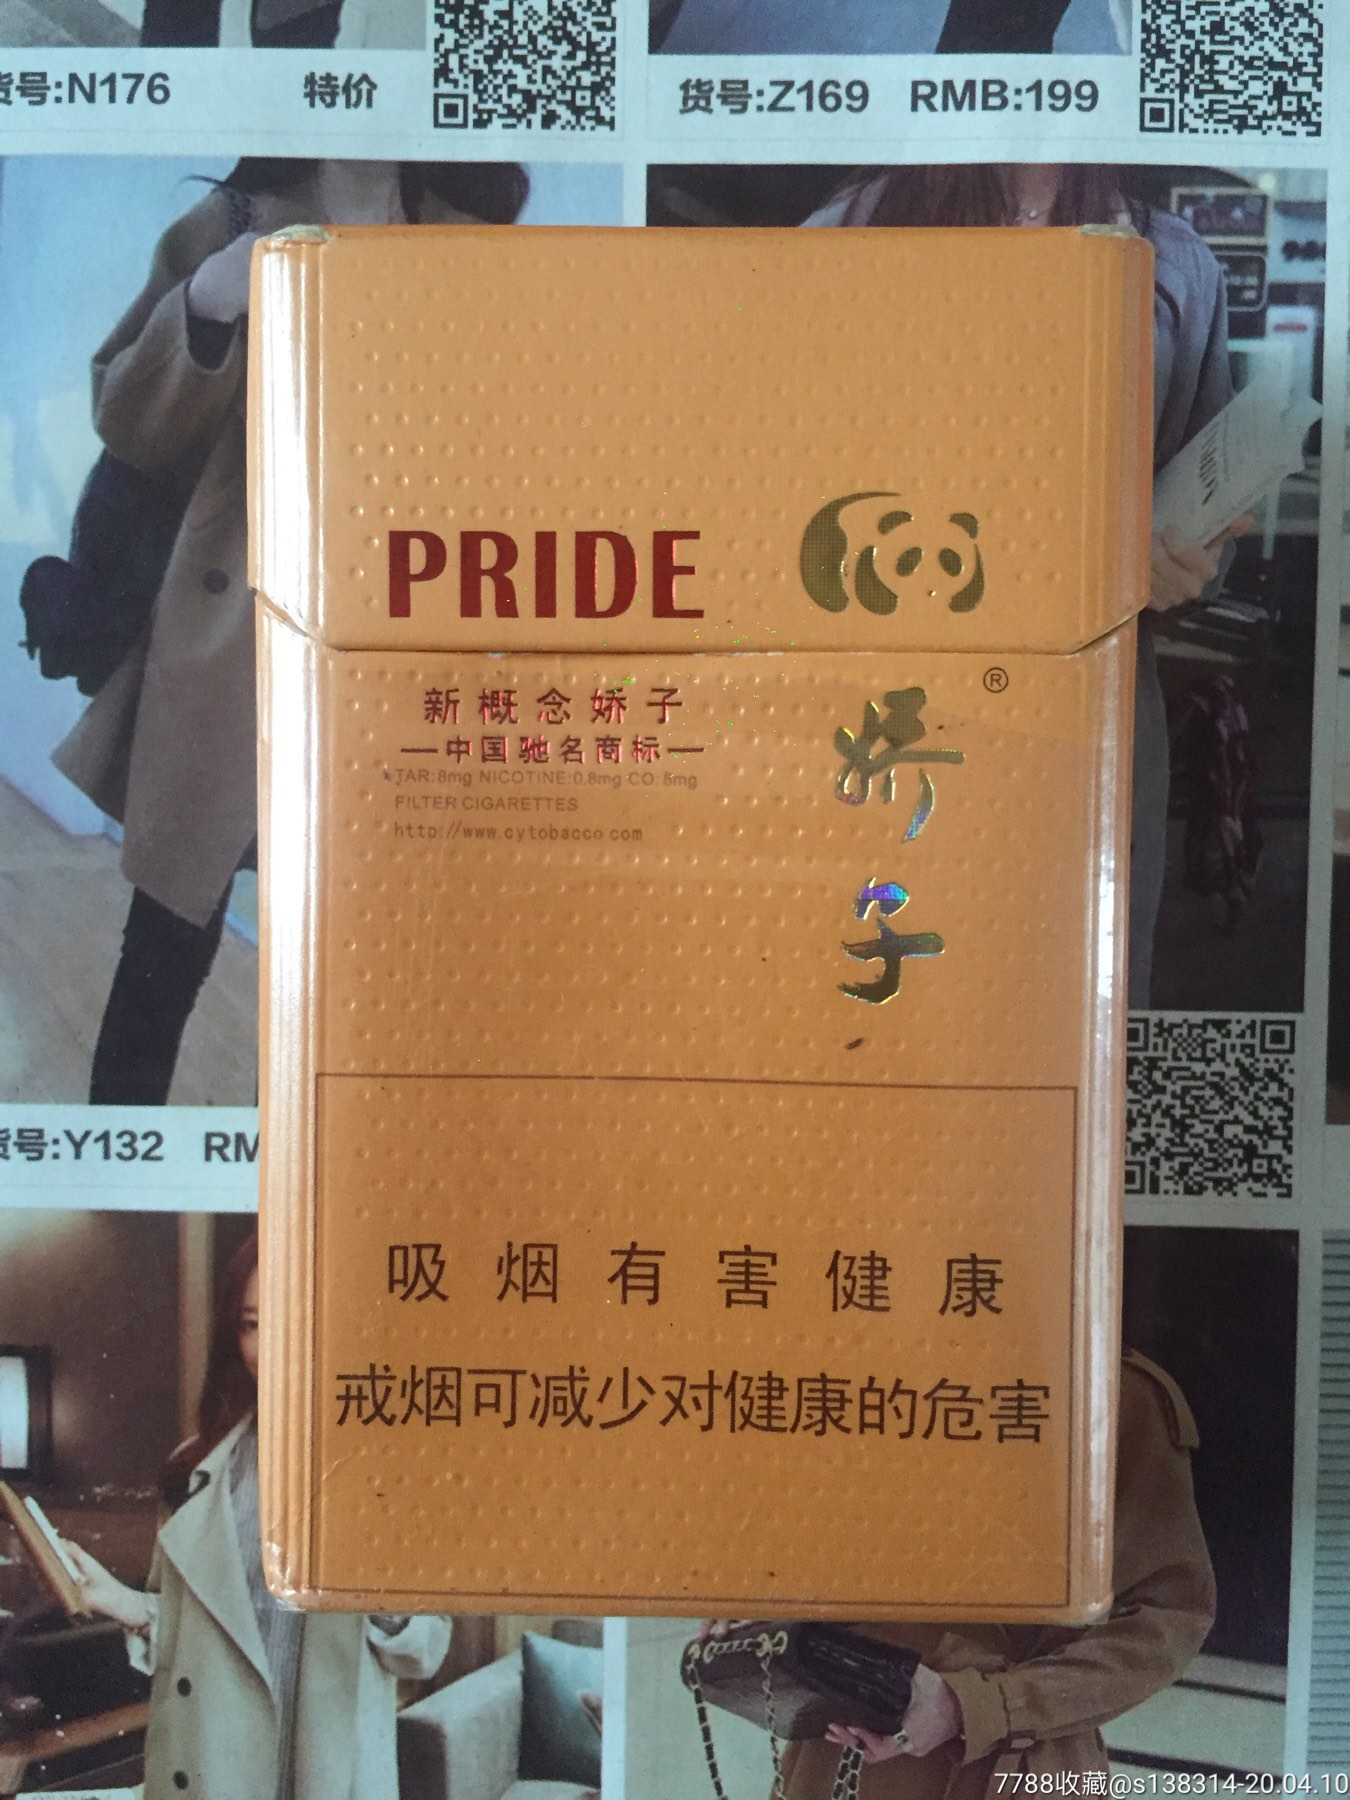 货号:N176 特价
货号:Z169 RMB:199
PRIDE
®
娇子
新概念娇子
—中国驰名商标—
TAR:8mg NICOTINE:0.8mg CO:8mg
FILTER CIGARETTES
http://www.cytobacco.com
货号:Y132 RM
吸烟有害健康
戒烟可减少对健康的危害
7788收藏@s138314-20.04.10